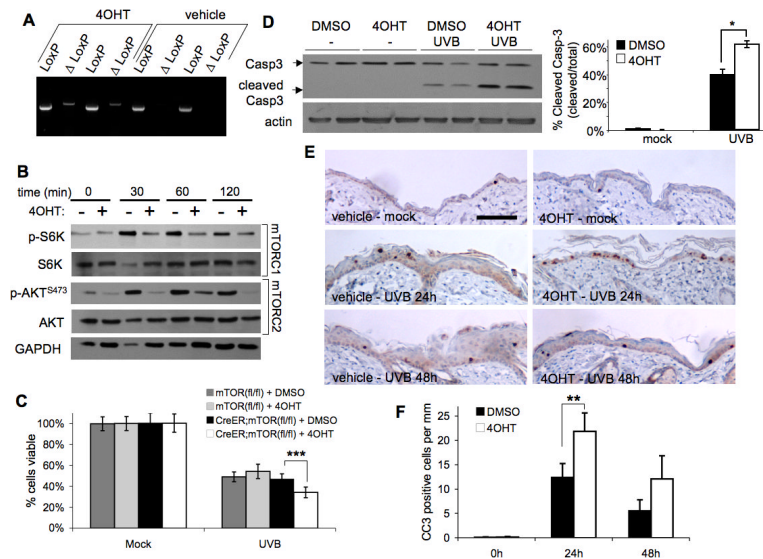 A
4OHT
vehicle
LoxP
Δ LoxP
LoxP
Δ LoxP
LoxP
Δ LoxP
LoxP
Δ LoxP
B
time (min) 0 30 60 120
4OHT: - + - + - + - +
p-S6K
S6K
mTORC1
p-AKTS473
AKT
mTORC2
GAPDH
C
mTOR(fl/fl) + DMSO
mTOR(fl/fl) + 4OHT
CreER;mTOR(fl/fl) + DMSO
CreER;mTOR(fl/fl) + 4OHT
% cells viable
100%
80%
60%
40%
20%
0%
***
Mock
UVB
D
DMSO 4OHT DMSO 4OHT
- - UVB UVB
Casp3
cleaved
Casp3
actin
% Cleaved Casp-3
(cleaved/total)
60%
40%
20%
0%
*
DMSO
4OHT
mock
UVB
E
vehicle - mock
4OHT - mock
vehicle - UVB 24h
4OHT - UVB 24h
vehicle - UVB 48h
4OHT - UVB 48h
F
CC3 positive cells per mm
25
20
15
10
5
0
DMSO
4OHT
**
0h
24h
48h